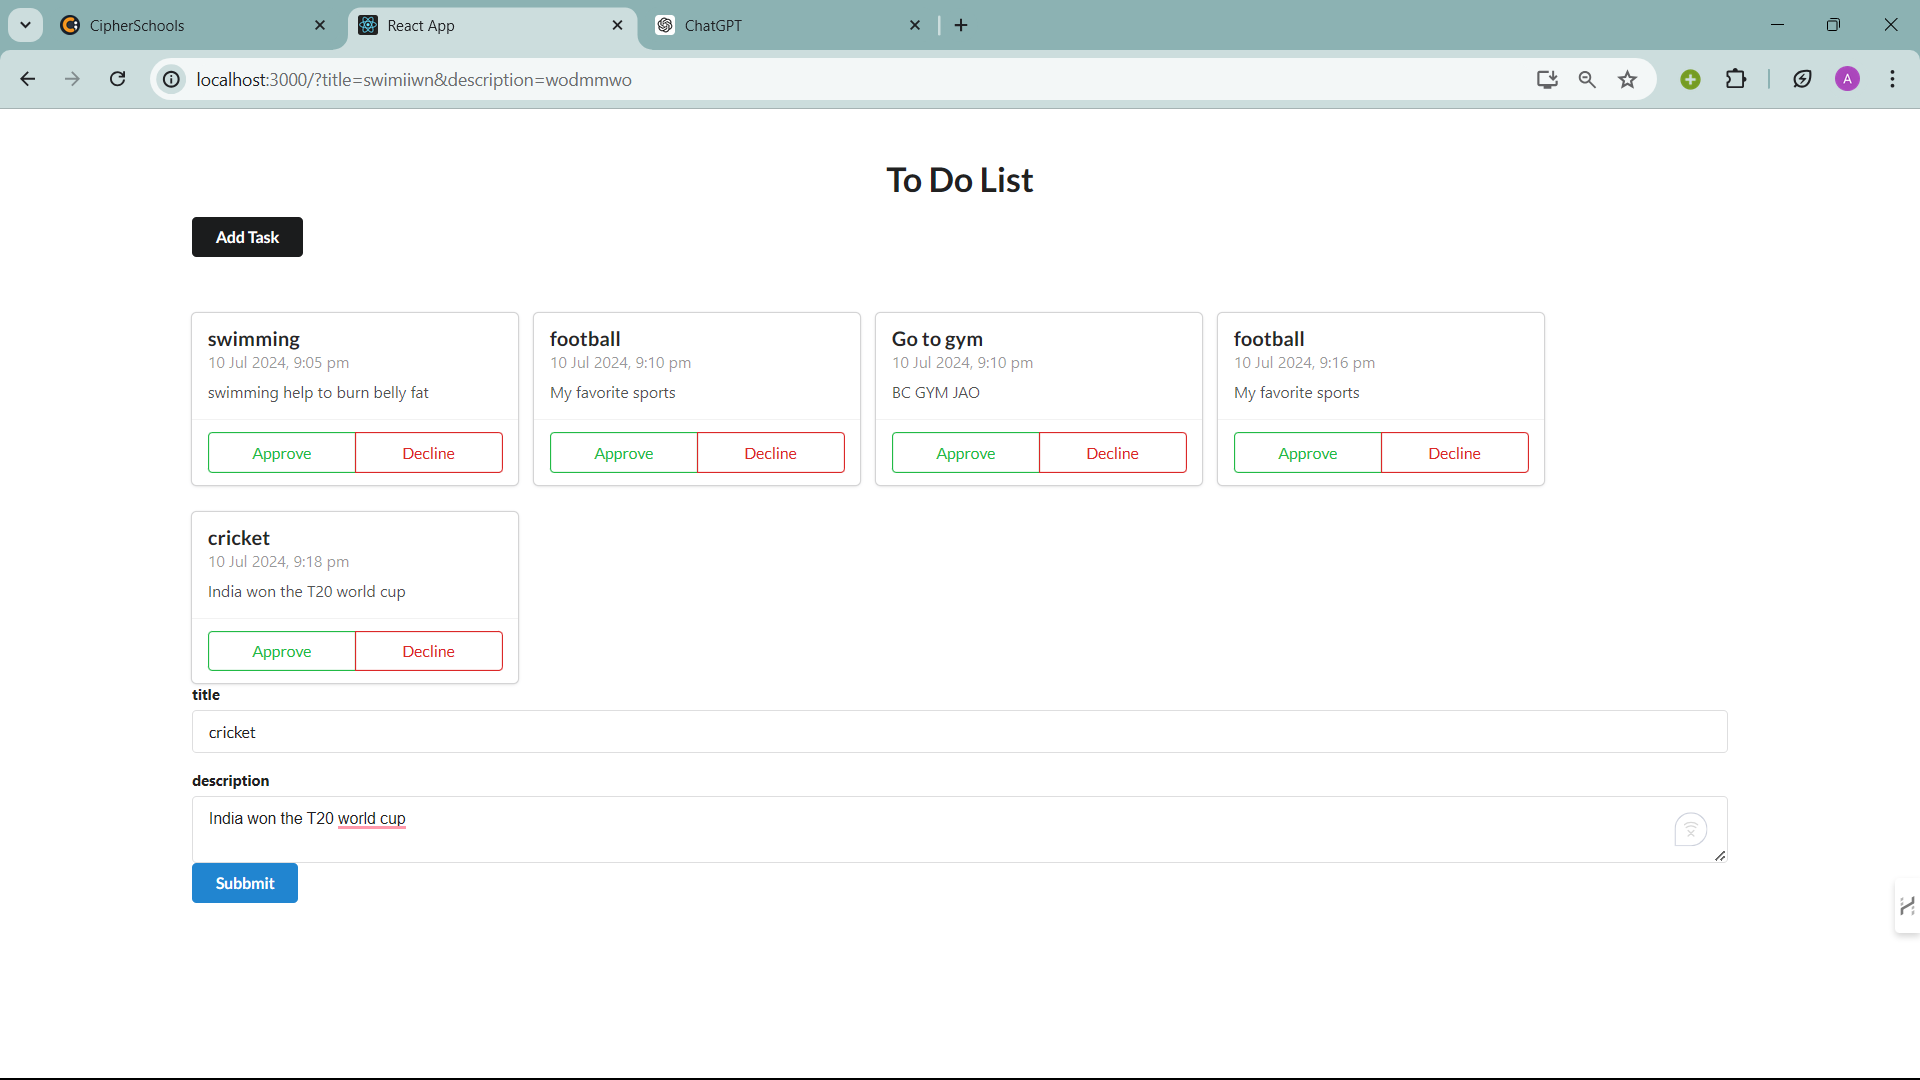 CipherSchools
React App
ChatGPT
localhost:3000/?title=swimiiwn&description=wodmmwo
A
To Do List
Add Task
swimming
10 Jul 2024, 9:05 pm
swimming help to burn belly fat
Approve
Decline
football
10 Jul 2024, 9:10 pm
My favorite sports
Approve
Decline
Go to gym
10 Jul 2024, 9:10 pm
BC GYM JAO
Approve
Decline
football
10 Jul 2024, 9:16 pm
My favorite sports
Approve
Decline
cricket
10 Jul 2024, 9:18 pm
India won the T20 world cup
Approve
Decline
title
cricket
description
India won the T20 world cup
Subbmit